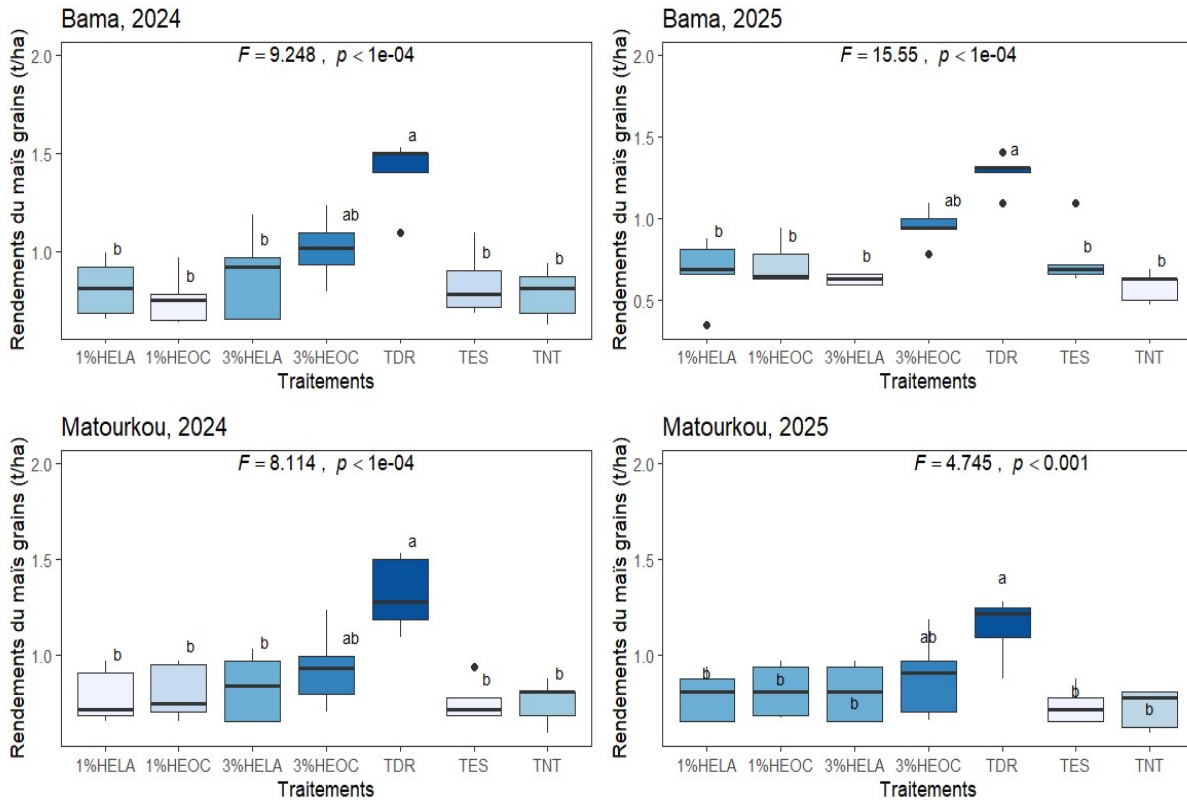 Bama, 2024
Rendements du maïs grains (t/ha)
F = 9.248 , p < 1e-04
2.0
1.5
1.0
b
b
b
ab
a
b
b
1%HELA 1%HEOC 3%HELA 3%HEOC TDR TES TNT
Traitements
Bama, 2025
Rendements du maïs grains (t/ha)
F = 15.55 , p < 1e-04
2.0
1.5
1.0
0.5
b
b
b
ab
a
b
b
1%HELA 1%HEOC 3%HELA 3%HEOC TDR TES TNT
Traitements
Matourkou, 2024
Rendements du maïs grains (t/ha)
F = 8.114 , p < 1e-04
2.0
1.5
1.0
b
b
b
ab
a
b
b
1%HELA 1%HEOC 3%HELA 3%HEOC TDR TES TNT
Traitements
Matourkou, 2025
Rendements du maïs grains (t/ha)
F = 4.745 , p < 0.001
2.0
1.5
1.0
b
b
b
ab
a
b
b
1%HELA 1%HEOC 3%HELA 3%HEOC TDR TES TNT
Traitements